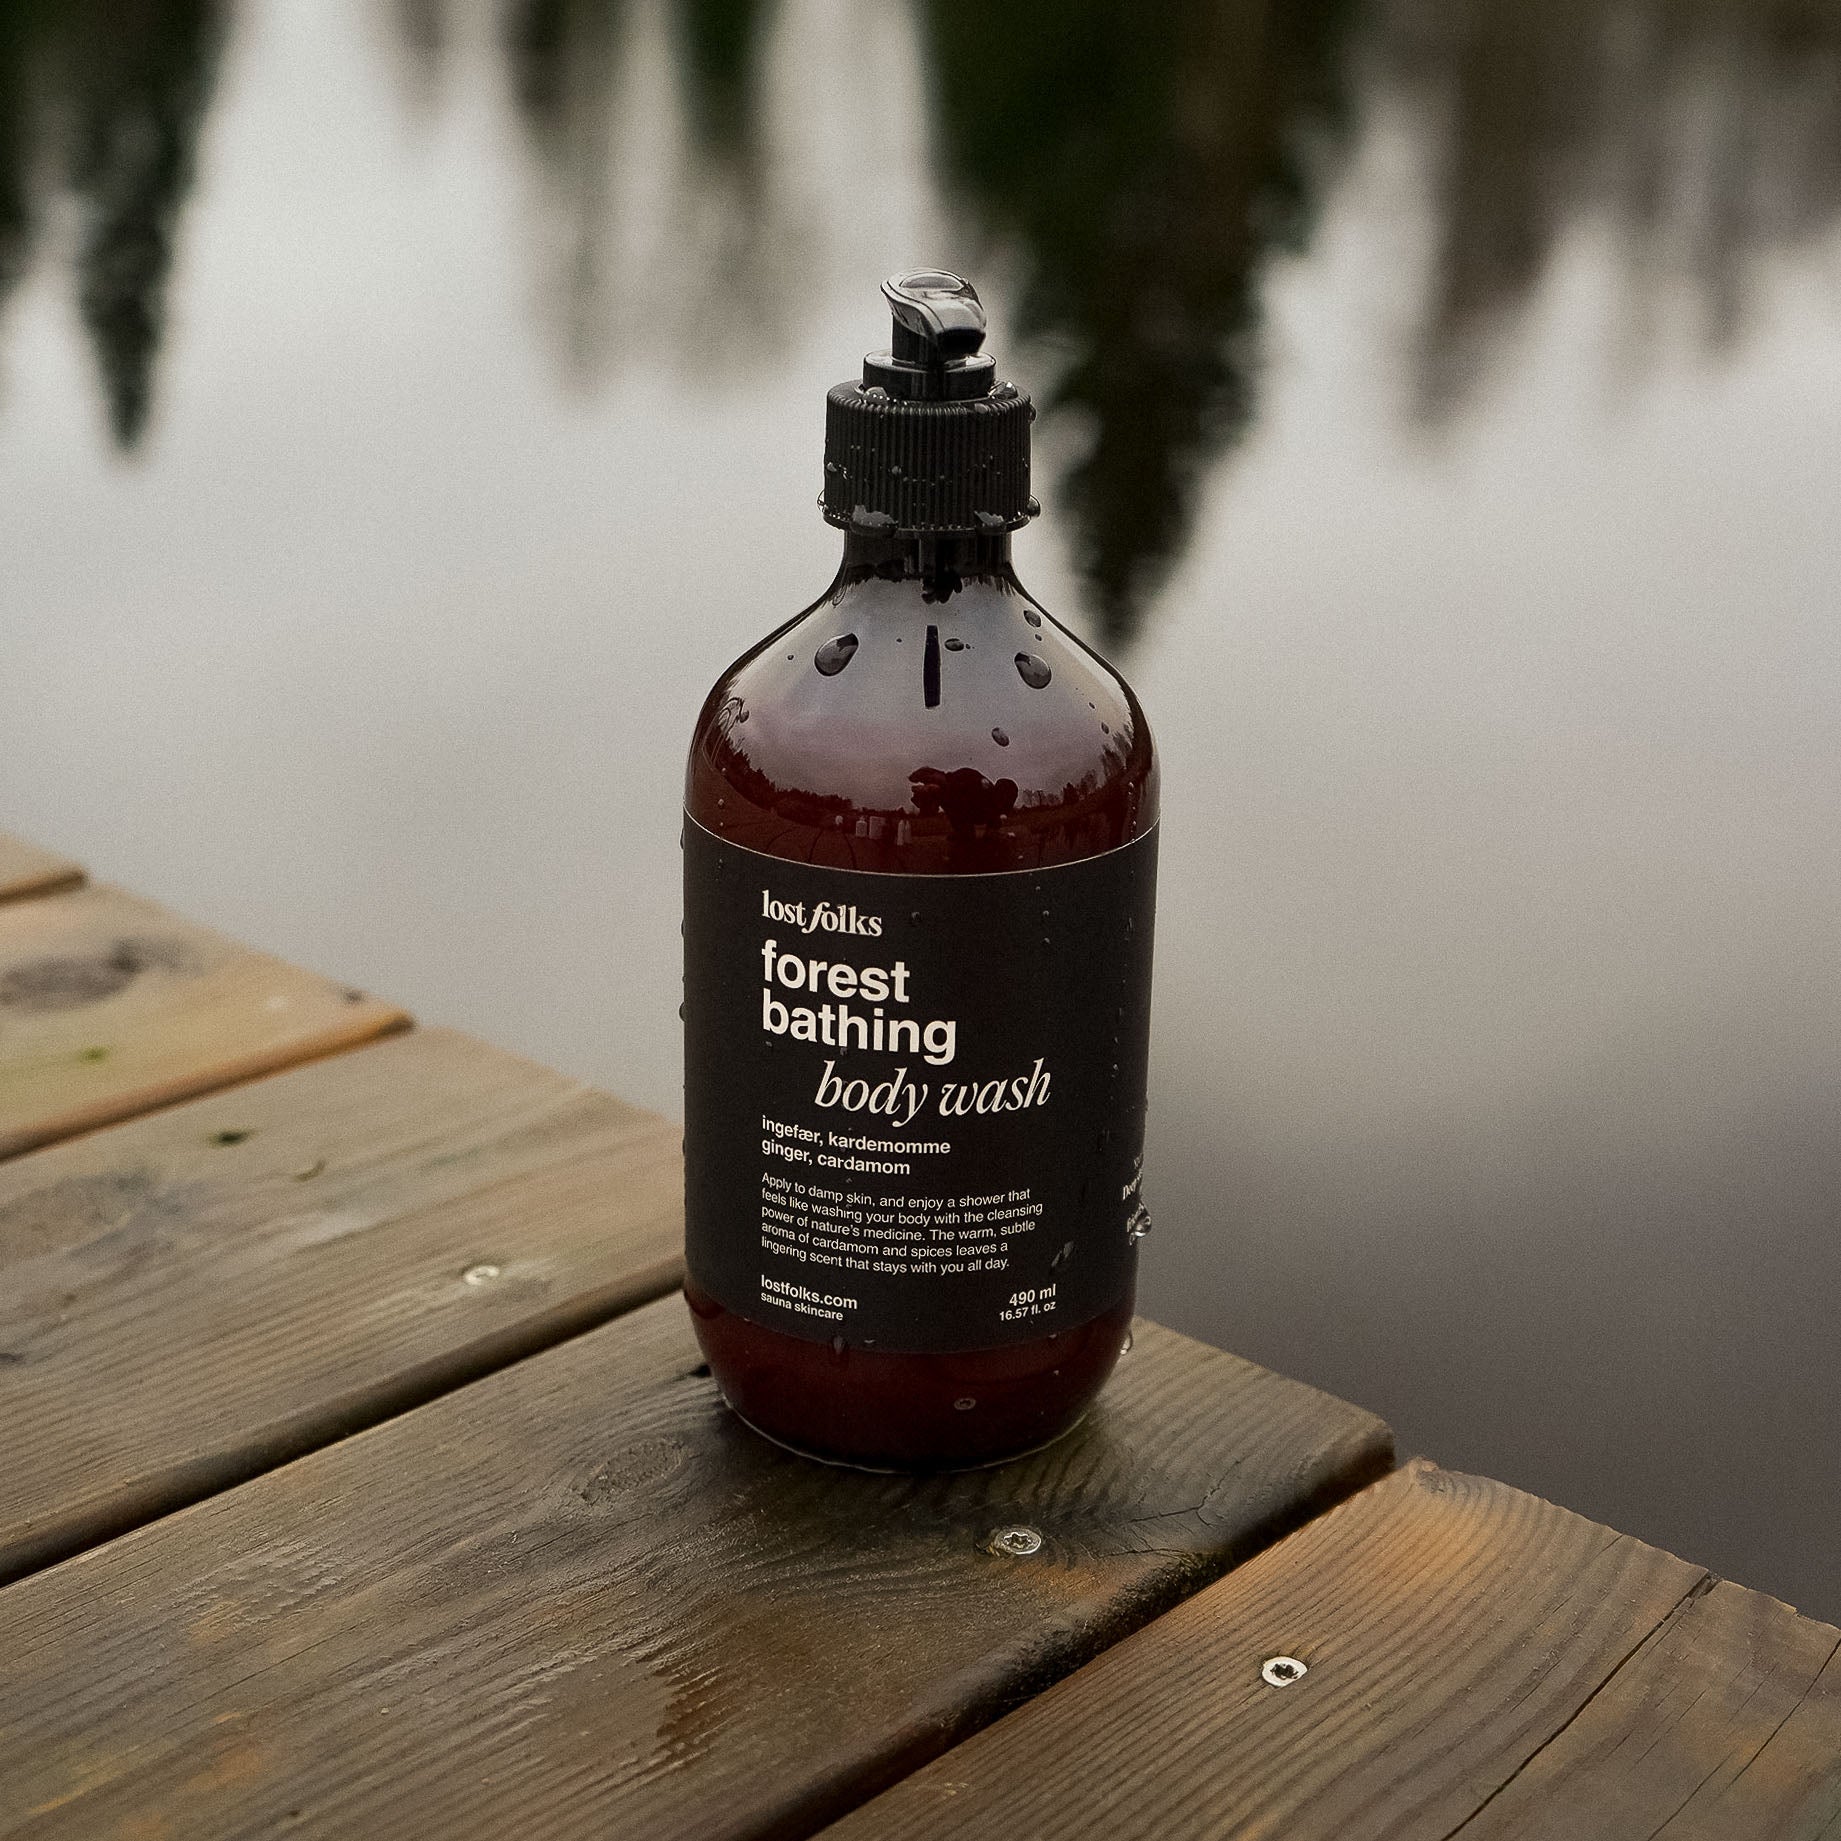 lost folks
forest
bathing
body wash
ingefær, kardemomme
ginger, cardamom
Apply to damp skin, and enjoy a shower that
feels like washing your body with the cleansing
power of nature's medicine. The warm, subtle
aroma of cardamom and spices leaves a
lingering scent that stays with you all day.
lostfolks.com
sauna skincare
490 ml
16.57 fl. oz